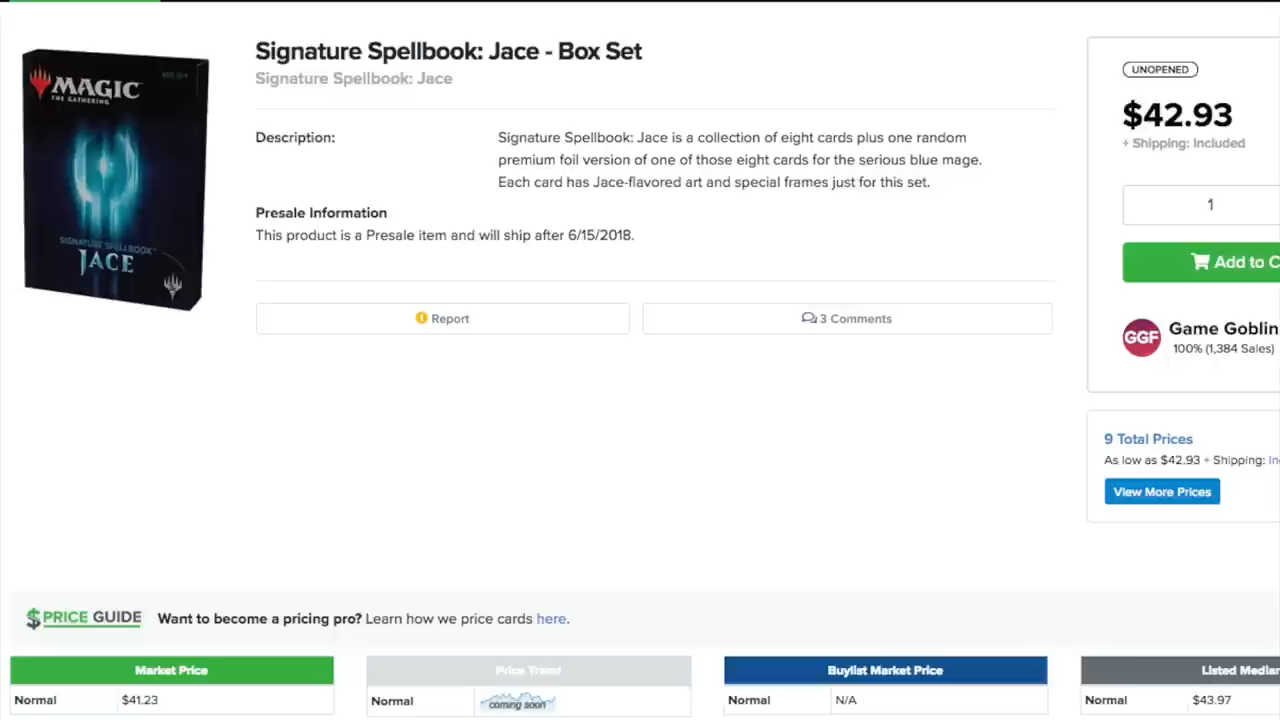 Signature Spellbook: Jace - Box Set
Signature Spellbook: Jace
MAGIC
THE GATHERING
SIGNATURE SPELLBOOK
JACE
Description:
Signature Spellbook: Jace is a collection of eight cards plus one random
premium foil version of one of those eight cards for the serious blue mage.
Each card has Jace-flavored art and special frames just for this set.
Presale Information
This product is a Presale item and will ship after 6/15/2018.
Report
3 Comments
UNOPENED
$42.93
+ Shipping: Included
1
Add to C
GGF
Game Goblin
100% (1,384 Sales)
9 Total Prices
As low as $42.93 + Shipping: In
View More Prices
$PRICE GUIDE
Want to become a pricing pro? Learn how we price cards here.
Market Price
Normal $41.23
Price Trend
Normal coming soon
Buylist Market Price
Normal N/A
Listed Median
Normal $43.97